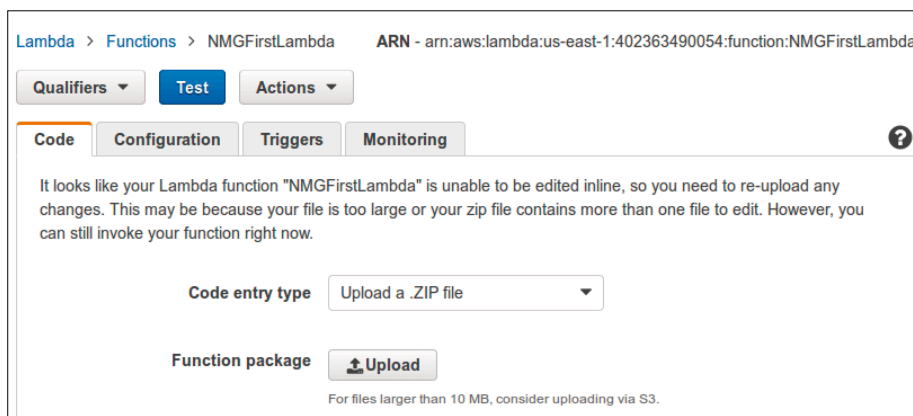 Lambda > Functions > NMGFirstLambda ARN - arn:aws:lambda:us-east-1:402363490054:function:NMGFirstLambda
Qualifiers Test Actions
Code Configuration Triggers Monitoring ?
It looks like your Lambda function "NMGFirstLambda" is unable to be edited inline, so you need to re-upload any
changes. This may be because your file is too large or your zip file contains more than one file to edit. However, you
can still invoke your function right now.
Code entry type Upload a .ZIP file
Function package Upload
For files larger than 10 MB, consider uploading via S3.